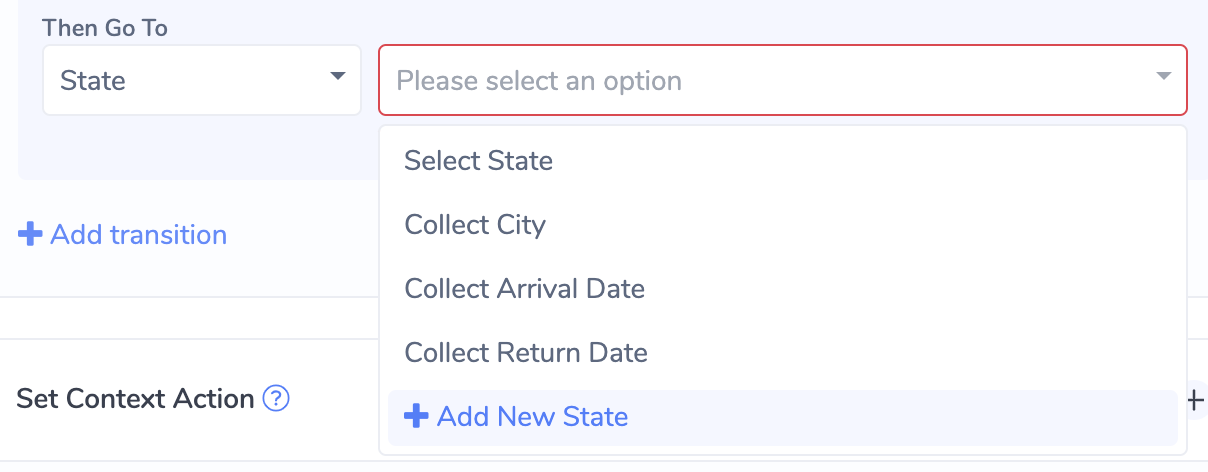 Then Go To
State
Please select an option
Select State
Collect City
Add transition
Collect Arrival Date
Collect Return Date
Set Context Action ?
+ Add New State
+